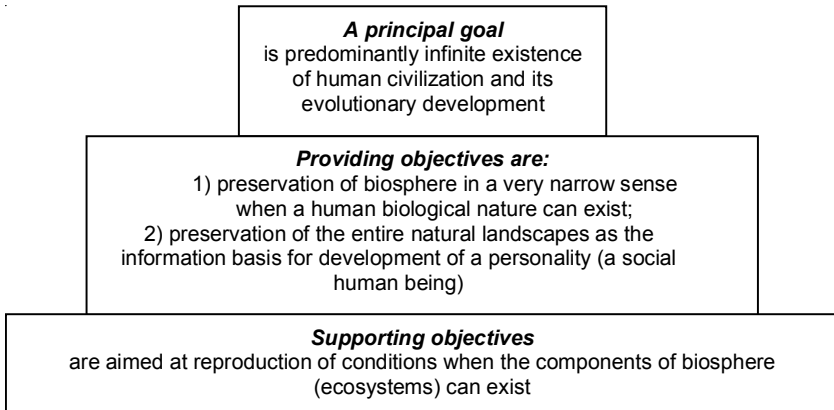 A principal goal
is predominantly infinite existence
of human civilization and its
evolutionary development
Providing objectives are:
1) preservation of biosphere in a very narrow sense
when a human biological nature can exist;
2) preservation of the entire natural landscapes as the
information basis for development of a personality (a social
human being)
Supporting objectives
are aimed at reproduction of conditions when the components of biosphere
(ecosystems) can exist